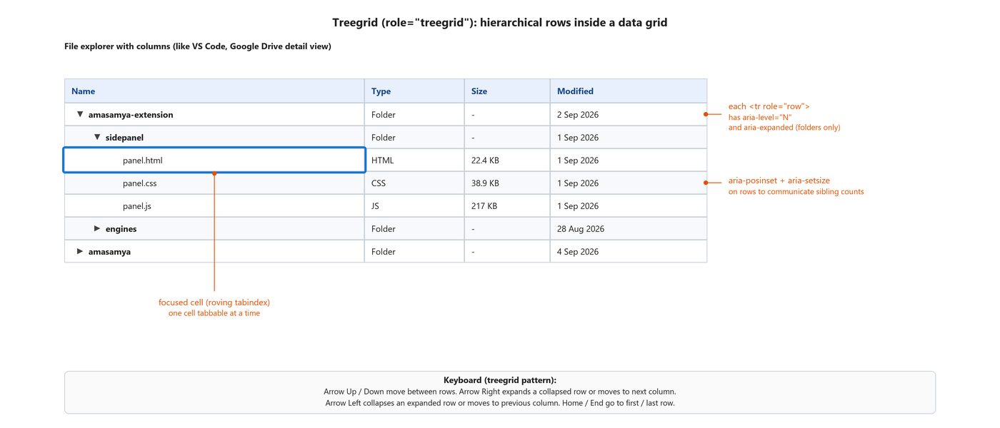 Treegrid (role="treegrid"): hierarchical rows inside a data grid
File explorer with columns (like VS Code, Google Drive detail view)
Name Type Size Modified
▼ amasamya-extension Folder - 2 Sep 2026
▼ sidepanel Folder - 1 Sep 2026
panel.html HTML 22.4 KB 1 Sep 2026
panel.css CSS 38.9 KB 1 Sep 2026
panel.js JS 217 KB 1 Sep 2026
▶ engines Folder - 28 Aug 2026
▶ amasamya Folder - 4 Sep 2026
each <tr role="row">
has aria-level="N"
and aria-expanded (folders only)
aria-posinset + aria-setsize
on rows to communicate sibling counts
focused cell (roving tabindex)
one cell tabbable at a time
Keyboard (treegrid pattern):
Arrow Up / Down move between rows. Arrow Right expands a collapsed row or moves to next column.
Arrow Left collapses an expanded row or moves to previous column. Home / End go to first / last row.